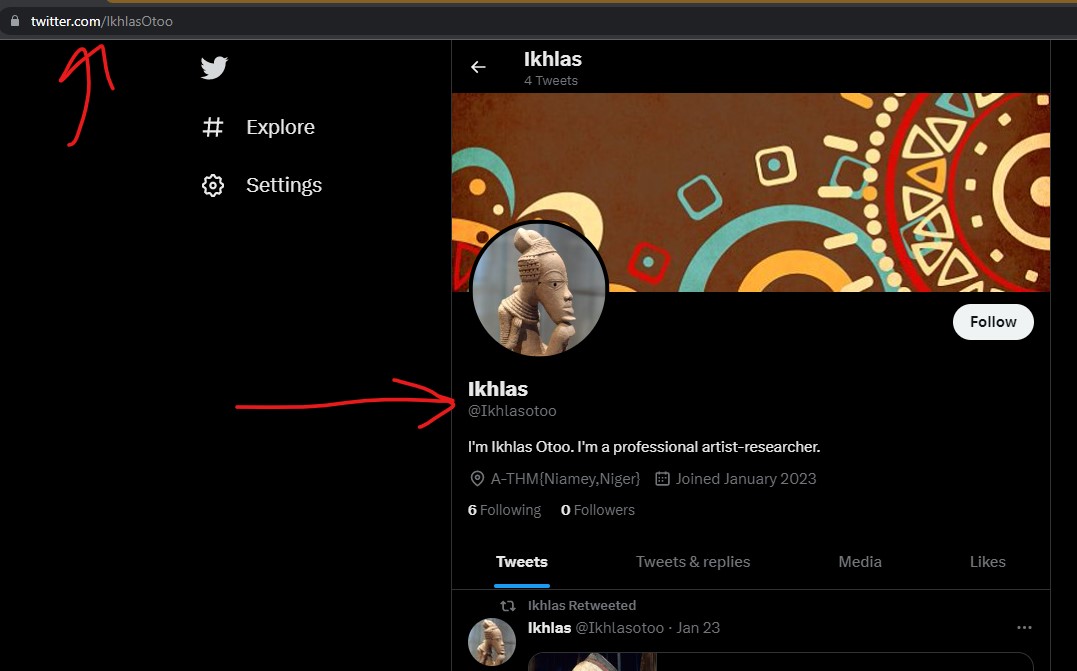 twitter.com/IkhlasOtoo
Ikhlas
4 Tweets
# Explore
Settings
Follow
Ikhlas
@Ikhlasotoo
I'm Ikhlas Otoo. I'm a professional artist-researcher.
A-THM{Niamey,Niger} Joined January 2023
6 Following 0 Followers
Tweets Tweets & replies Media Likes
Ikhlas Retweeted
Ikhlas @Ikhlasotoo · Jan 23